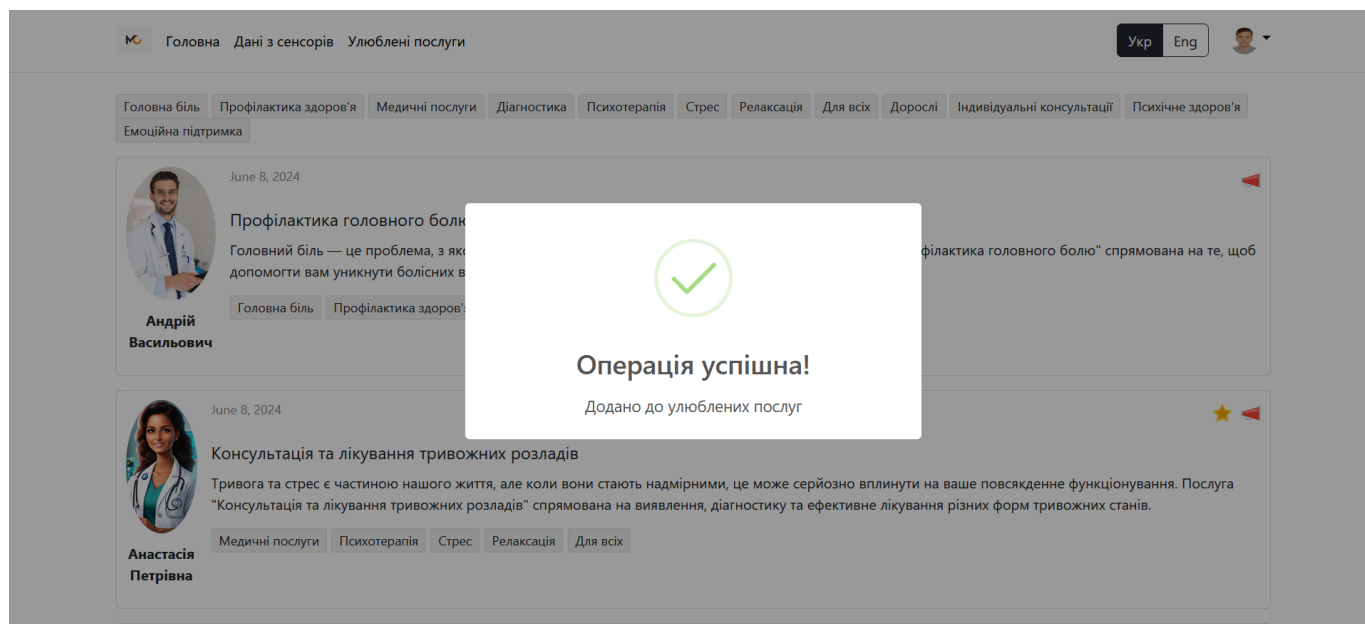 Головна Дані з сенсорів Улюблені послуги Укр Eng
Головна біль Профілактика здоров'я Медичні послуги Діагностика Психотерапія Стрес Релаксація Для всіх Дорослі Індивідуальні консультації Психічне здоров'я
Емоційна підтримка
June 8, 2024
Профілактика головного болю
Головний біль — це проблема, з філактика головного болю" спрямована на те, щоб
допомогти вам уникнути болісних
Головна біль Профілактика здоров'
Андрій
Васильович
Операція успішна!
Додано до улюблених послуг
June 8, 2024
Консультація та лікування тривожних розладів
Тривога та стрес є частиною нашого життя, але коли вони стають надмірними, це може серйозно вплинути на ваше повсякденне функціонування. Послуга
"Консультація та лікування тривожних розладів" спрямована на виявлення, діагностику та ефективне лікування різних форм тривожних станів.
Медичні послуги Психотерапія Стрес Релаксація Для всіх
Анастасія
Петрівна